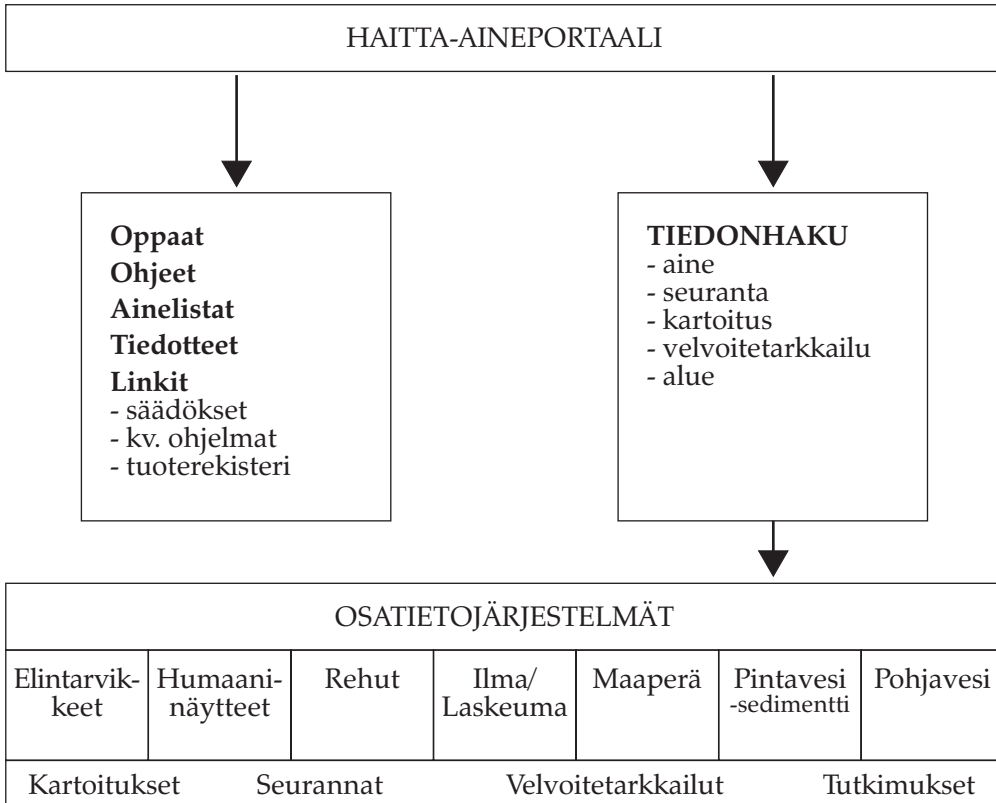 HAITTA-AINEPORTAALI
Oppaat
Ohjeet
Ainelistat
Tiedotteet
Linkit
- säädökset
- kv. ohjelmat
- tuoterekisteri
TIEDONHAKU
- aine
- seuranta
- kartoitus
- velvoitetarkkailu
- alue
OSATIETOJÄRJESTELMÄT
Elintarvik-
keet
Humaani-
näytteet
Rehut
Ilma/
Laskeuma
Maaperä
Pintavesi
-sedimentti
Pohjavesi
Kartoitukset Seurannat Velvoitetarkkailut Tutkimukset